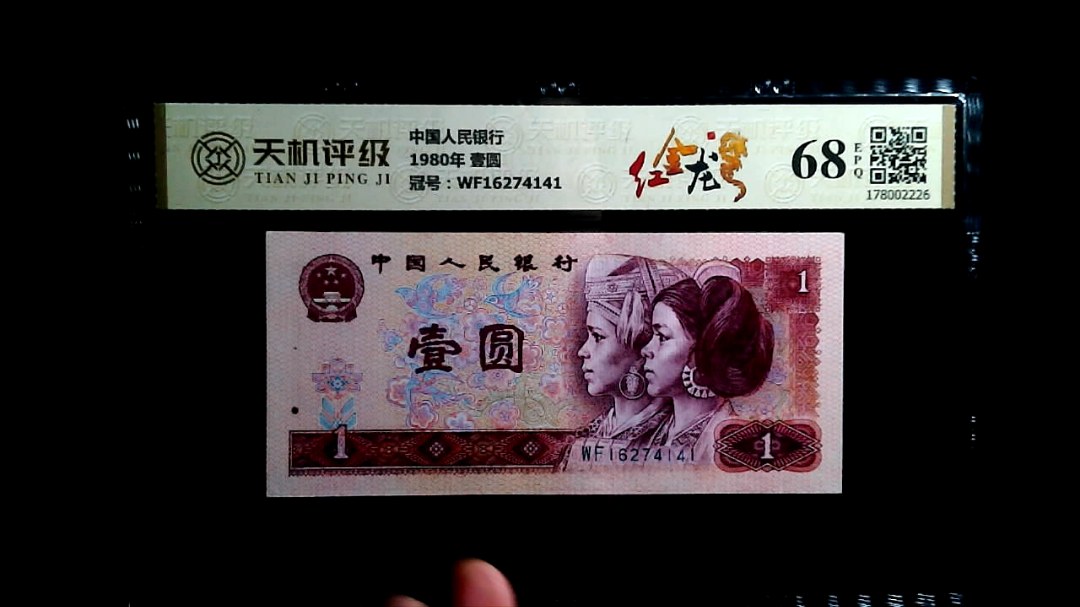 天机评级
TIAN JI PING JI
中国人民银行
1980年 壹圆
冠号：WF16274141
红金龙湾
68
EPQ
178002226
中国人民银行
1
壹圆
1
WF16274141
1